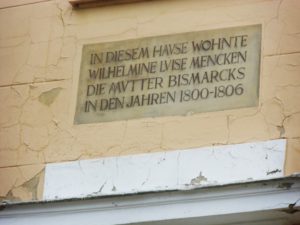 IN DIESEM HAVSE WOHNTE
WILHELMINE LVISE MENCKEN
DIE MVTTER BISMARCKS
IN DEN JAHREN 1800-1806